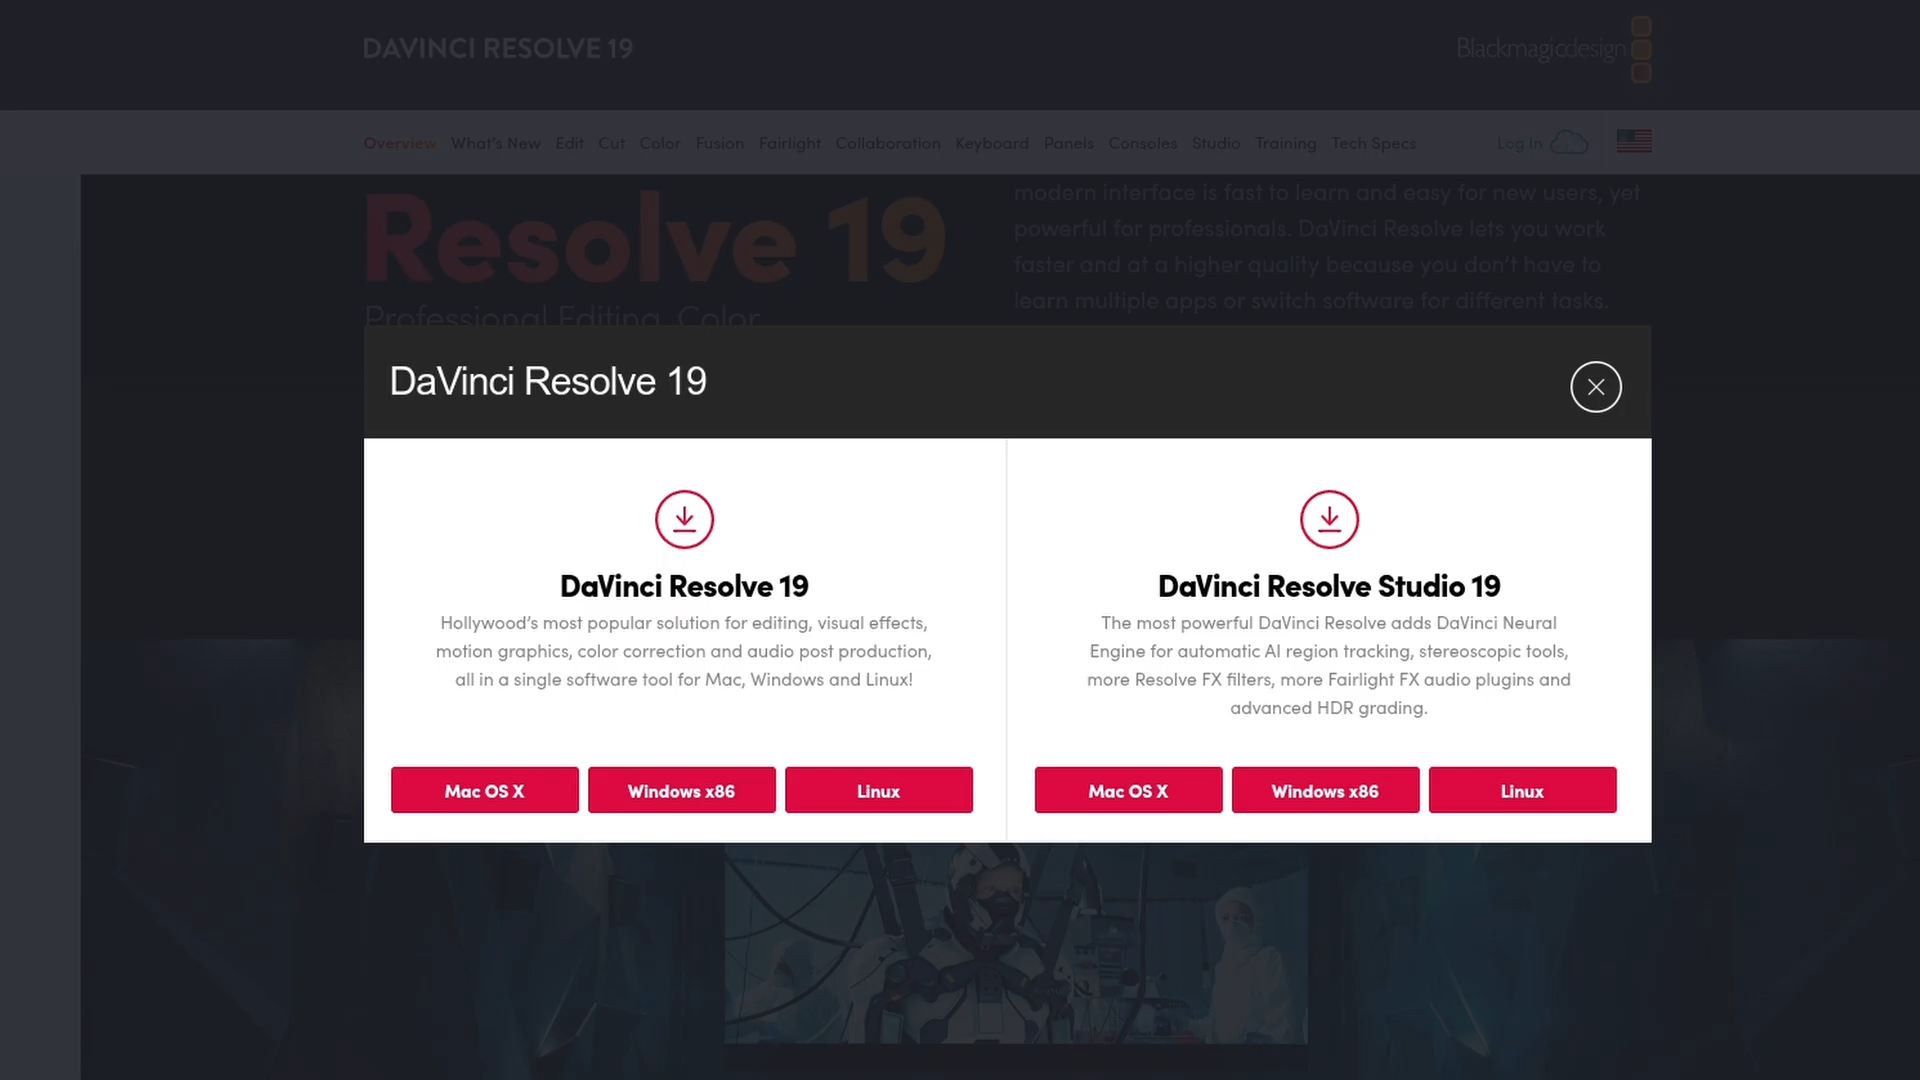 DAVINCI RESOLVE 19
Blackmagicdesign
Overview What's New Edit Cut Color Fusion Fairlight Collaboration Keyboard Panels Consoles Studio Training Tech Specs Log In
Resolve 19
Professional Editing, Color
modern interface is fast to learn and easy for new users, yet
powerful for professionals. DaVinci Resolve lets you work
faster and at a higher quality because you don't have to
learn multiple apps or switch software for different tasks.
DaVinci Resolve 19
DaVinci Resolve 19
Hollywood's most popular solution for editing, visual effects,
motion graphics, color correction and audio post production,
all in a single software tool for Mac, Windows and Linux!
Mac OS X Windows x86 Linux
DaVinci Resolve Studio 19
The most powerful DaVinci Resolve adds DaVinci Neural
Engine for automatic AI region tracking, stereoscopic tools,
more Resolve FX filters, more Fairlight FX audio plugins and
advanced HDR grading.
Mac OS X Windows x86 Linux